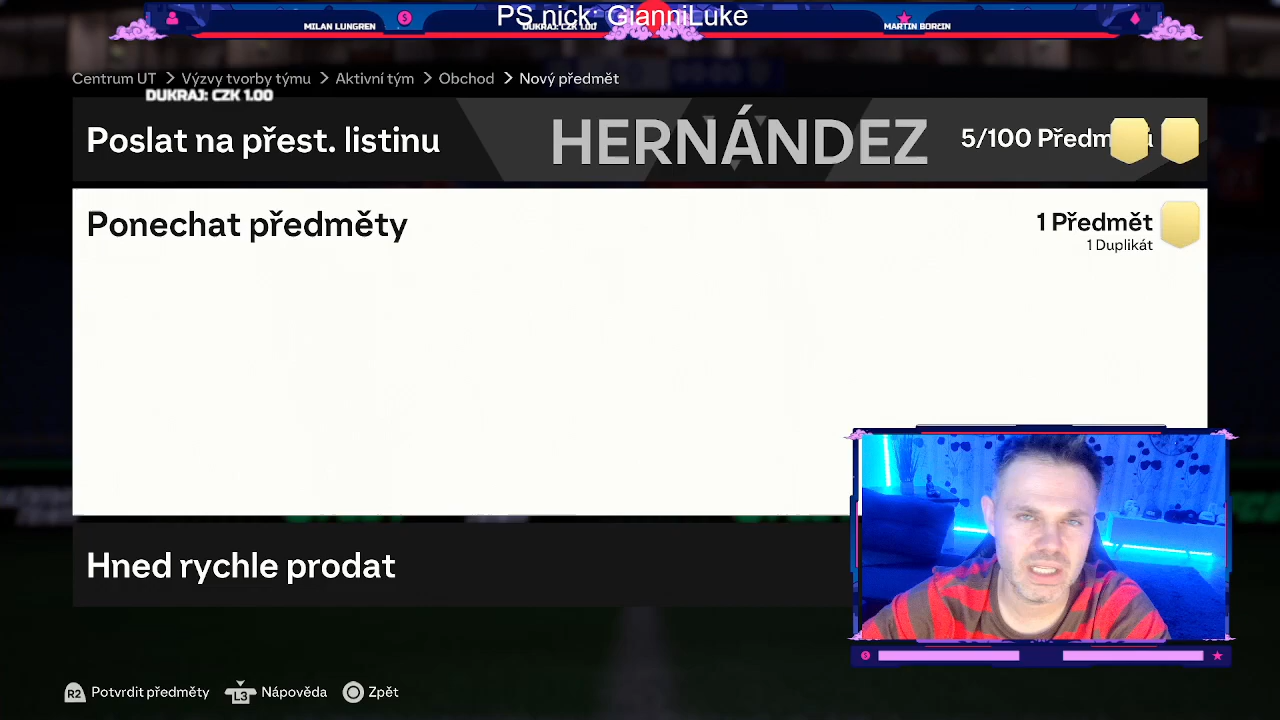 PS nick: GianniLuke
MILAN LUNGREN
DUKRAJ: CZK 1.00
MARTIN BORČIN
Centrum UT > Výzvy tvorby týmu > Aktivní tým > Obchod > Nový předmět
DUKRAJ: CZK 1.00
Poslat na přest. listinu
HERNÁNDEZ
5/100 Předm
Ponechat předměty
1 Předmět
1 Duplikát
Hned rychle prodat
R2 Potvrdit předměty
L3 Nápověda
Zpět